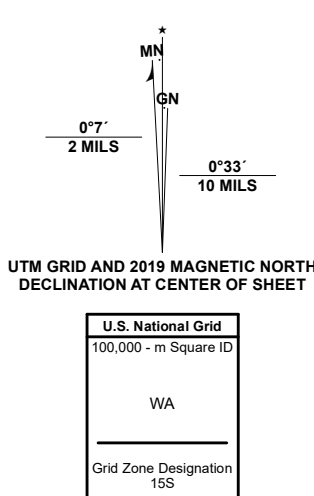 ★
MN
GN
0°7´
2 MILS
0°33´
10 MILS
UTM GRID AND 2019 MAGNETIC NORTH
DECLINATION AT CENTER OF SHEET
U.S. National Grid
100,000 - m Square ID
WA
Grid Zone Designation
15S